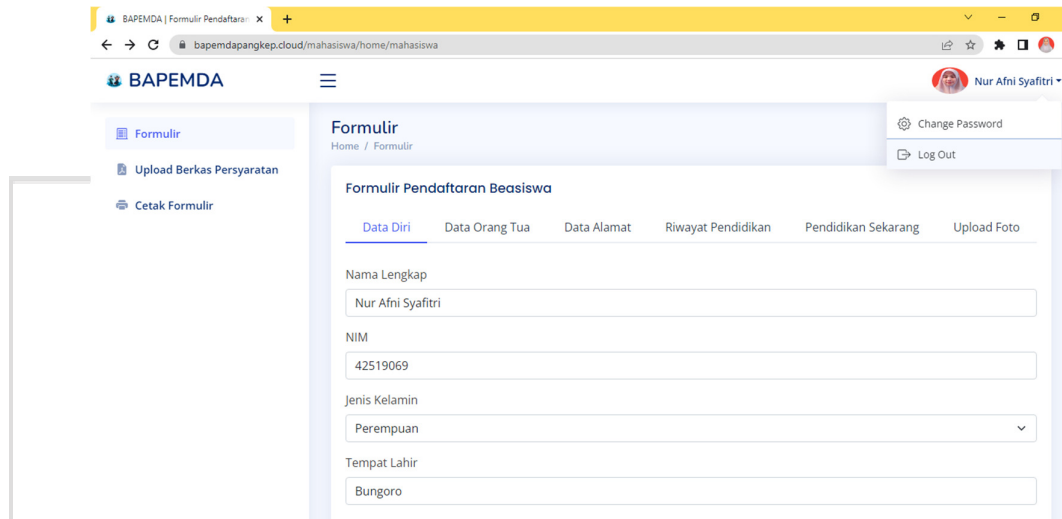 BAPEMDA | Formulir Pendaftaran
bapemdapangkep.cloud/mahasiswa/home/mahasiswa
BAPEMDA
Nur Afni Syafitri
Change Password
Log Out
Formulir
Upload Berkas Persyaratan
Cetak Formulir
Formulir
Home / Formulir
Formulir Pendaftaran Beasiswa
Data Diri Data Orang Tua Data Alamat Riwayat Pendidikan Pendidikan Sekarang Upload Foto
Nama Lengkap
Nur Afni Syafitri
NIM
42519069
Jenis Kelamin
Perempuan
Tempat Lahir
Bungoro